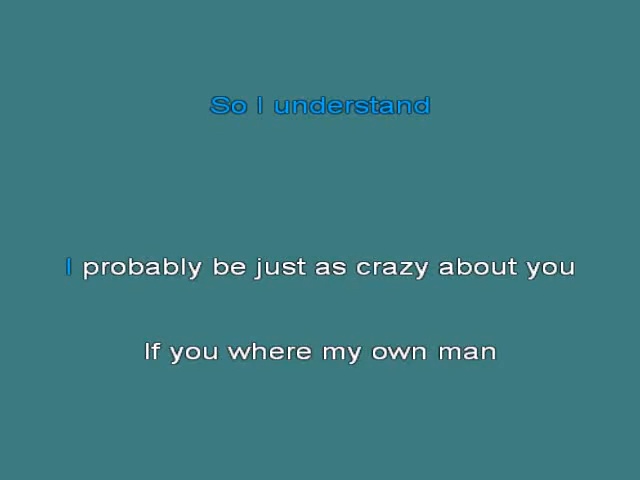 So I understand
I probably be just as crazy about you
If you where my own man